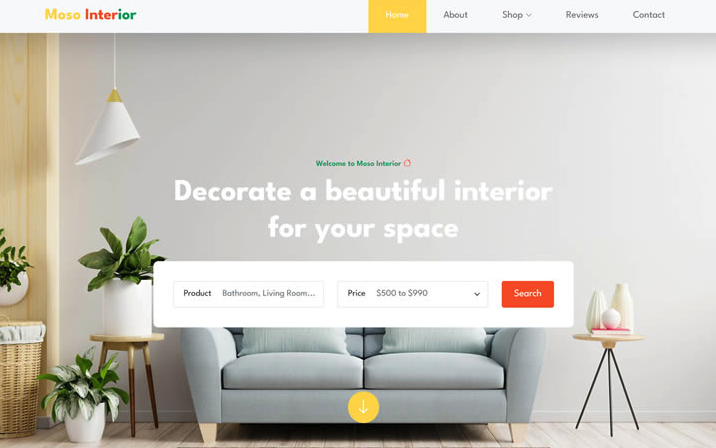 Moso Interior
Home About Shop Reviews Contact
Welcome to Moso Interior
Decorate a beautiful interior
for your space
Product Bathroom, Living Room...
Price $500 to $990
Search